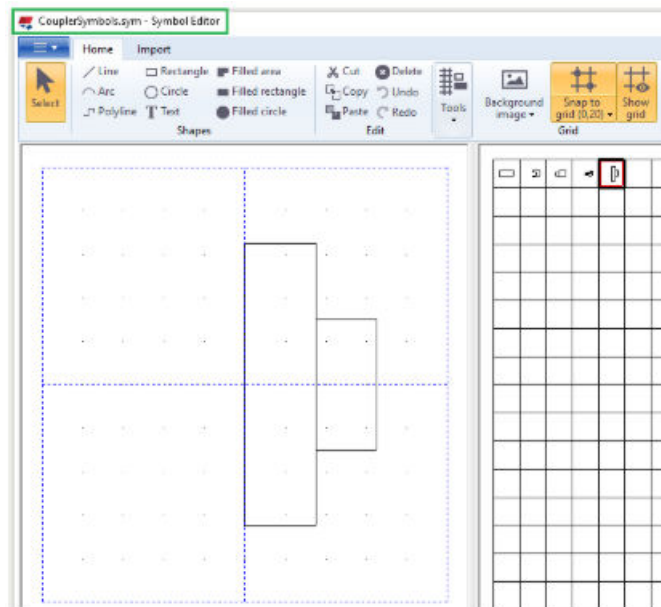 CouplerSymbols.sym - Symbol Editor
Home Import
Select
Line Rectangle Filled area
Arc Circle Filled rectangle
Polyline Text Filled circle
Shapes
Cut Delete
Copy Undo
Paste Redo
Edit
Tools
Background
image
Snap to
grid (0,20)
Show
grid
Grid